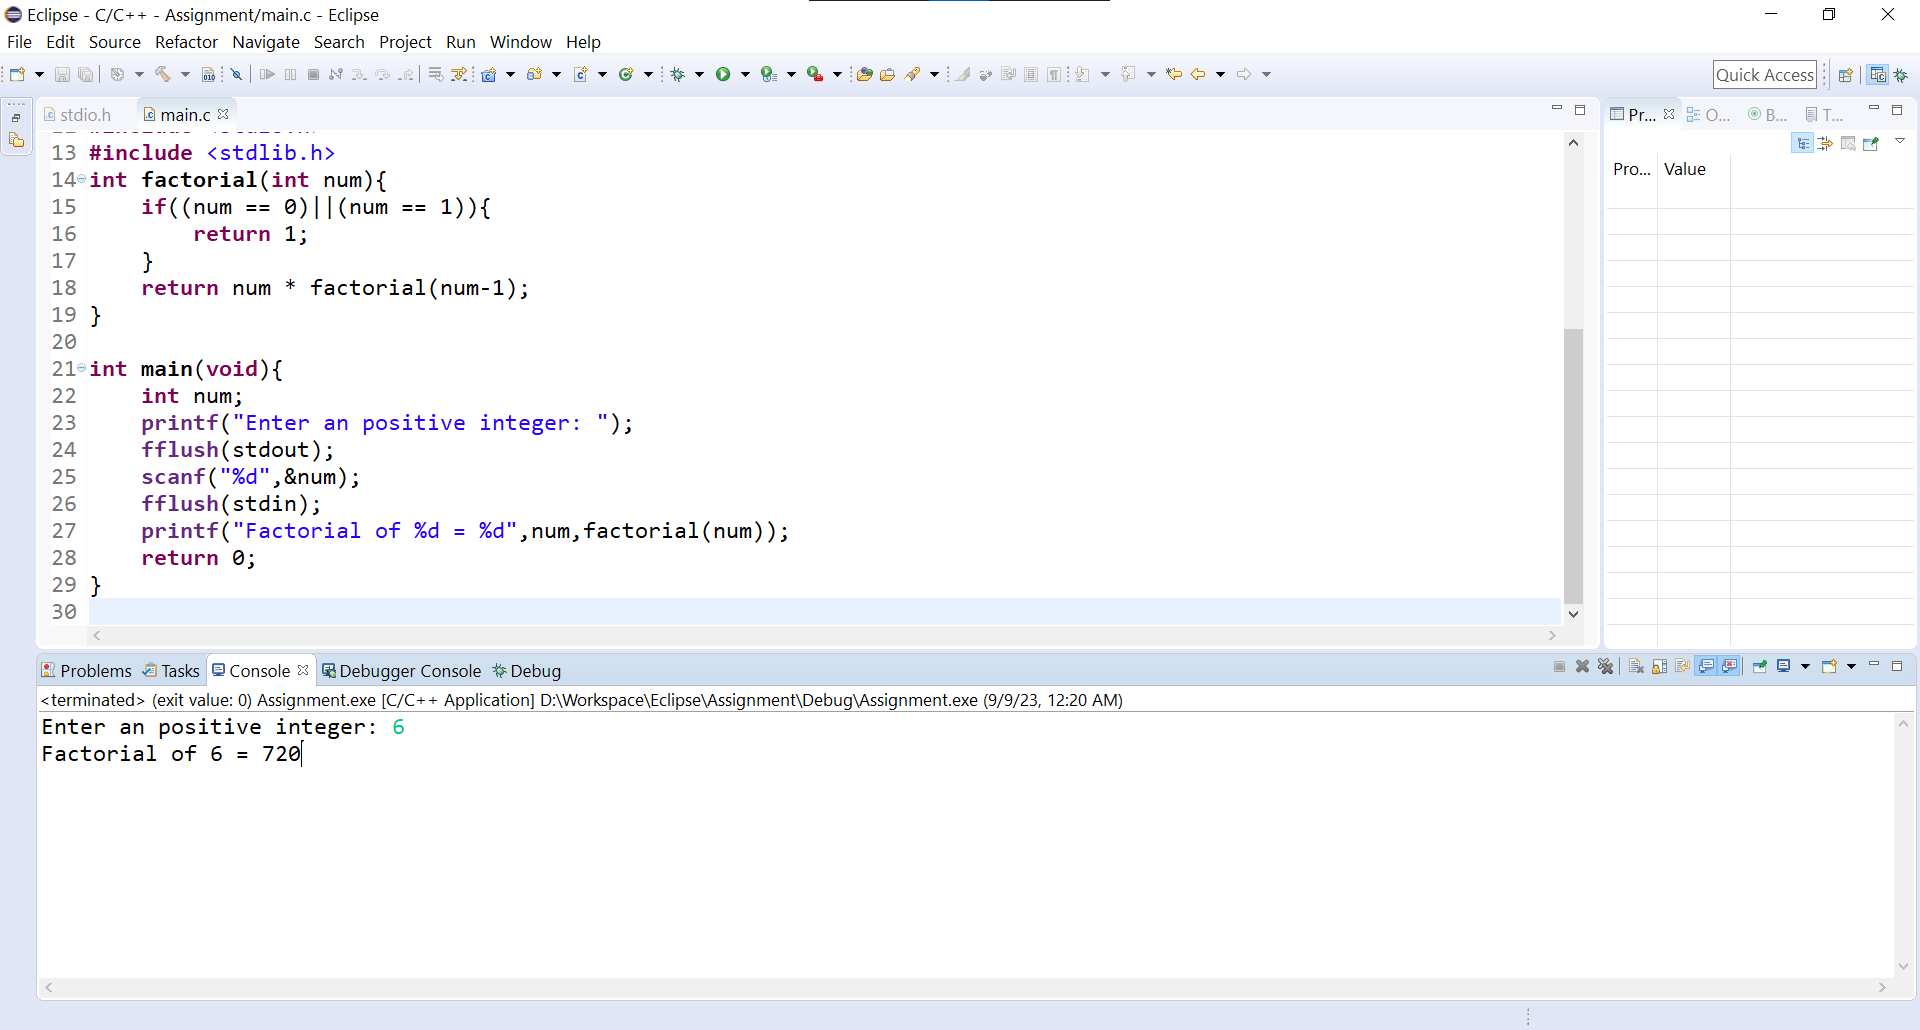 Eclipse - C/C++ - Assignment/main.c - Eclipse
File Edit Source Refactor Navigate Search Project Run Window Help
Quick Access
stdio.h main.c
Pr... O... B... T...
Pro... Value
13 #include <stdlib.h>
14 int factorial(int num){
15     if((num == 0)||(num == 1)){
16         return 1;
17     }
18     return num * factorial(num-1);
19 }
20
21 int main(void){
22     int num;
23     printf("Enter an positive integer: ");
24     fflush(stdout);
25     scanf("%d",&num);
26     fflush(stdin);
27     printf("Factorial of %d = %d",num,factorial(num));
28     return 0;
29 }
30
Problems Tasks Console Debugger Console Debug
<terminated> (exit value: 0) Assignment.exe [C/C++ Application] D:\Workspace\Eclipse\Assignment\Debug\Assignment.exe (9/9/23, 12:20 AM)
Enter an positive integer: 6
Factorial of 6 = 720